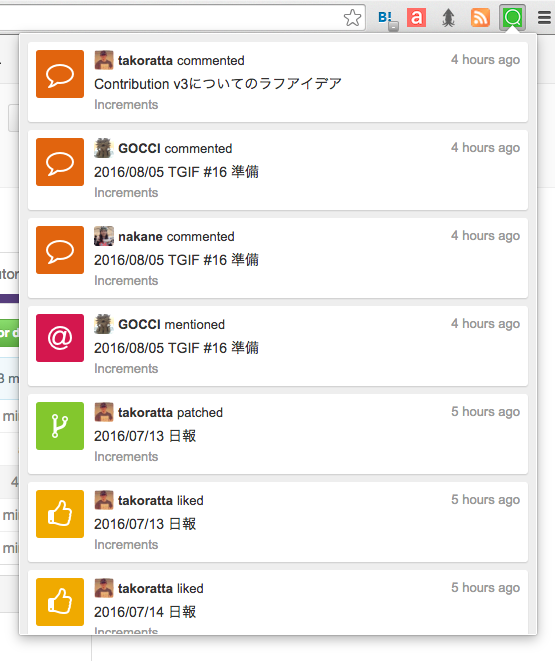 B!
a
takoratta commented 4 hours ago
Contribution v3についてのラフアイデア
Increments
GOCCI commented 4 hours ago
2016/08/05 TGIF #16 準備
Increments
nakane commented 4 hours ago
2016/08/05 TGIF #16 準備
Increments
@
GOCCI mentioned 4 hours ago
2016/08/05 TGIF #16 準備
Increments
takoratta patched 5 hours ago
2016/07/13 日報
Increments
takoratta liked 5 hours ago
2016/07/13 日報
Increments
takoratta liked 5 hours ago
2016/07/14 日報
Increments